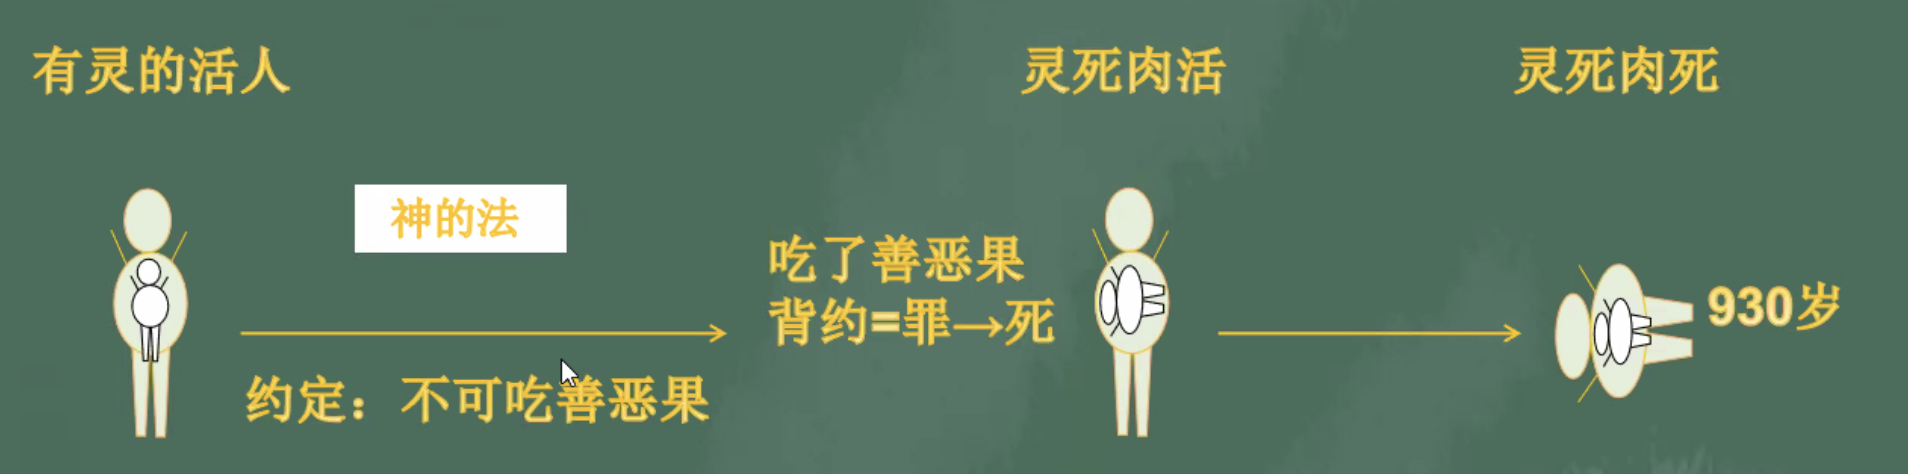 有灵的活人
灵死肉活
灵死肉死
神的法
吃了善恶果
背约=罪→死
930岁
约定：不可吃善恶果